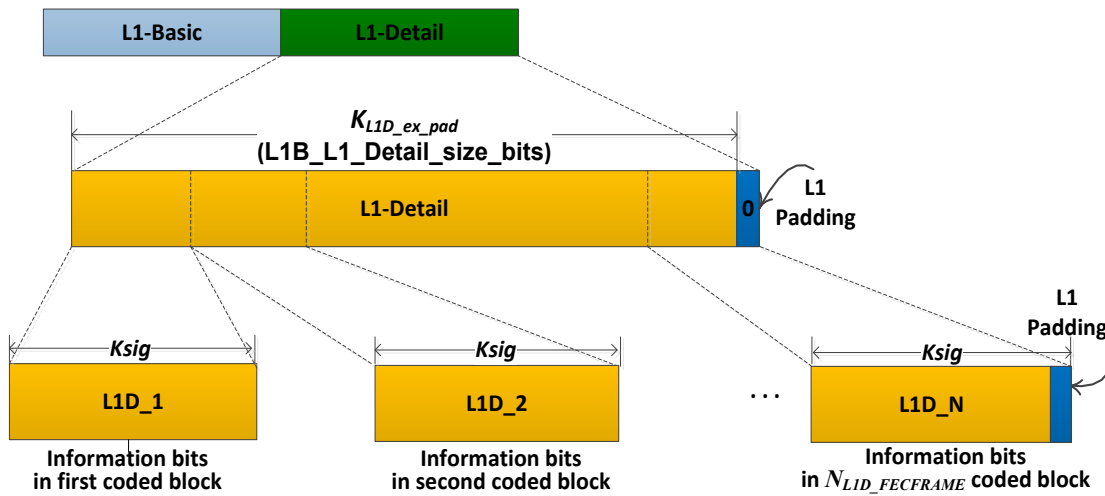 L1-Basic
L1-Detail
K_L1D_ex_pad
(L1B_L1_Detail_size_bits)
L1-Detail
0
L1
Padding
L1
Padding
Ksig
Ksig
Ksig
L1D_1
L1D_2
...
L1D_N
Information bits
in first coded block
Information bits
in second coded block
Information bits
in N_L1D_FECFRAME coded block